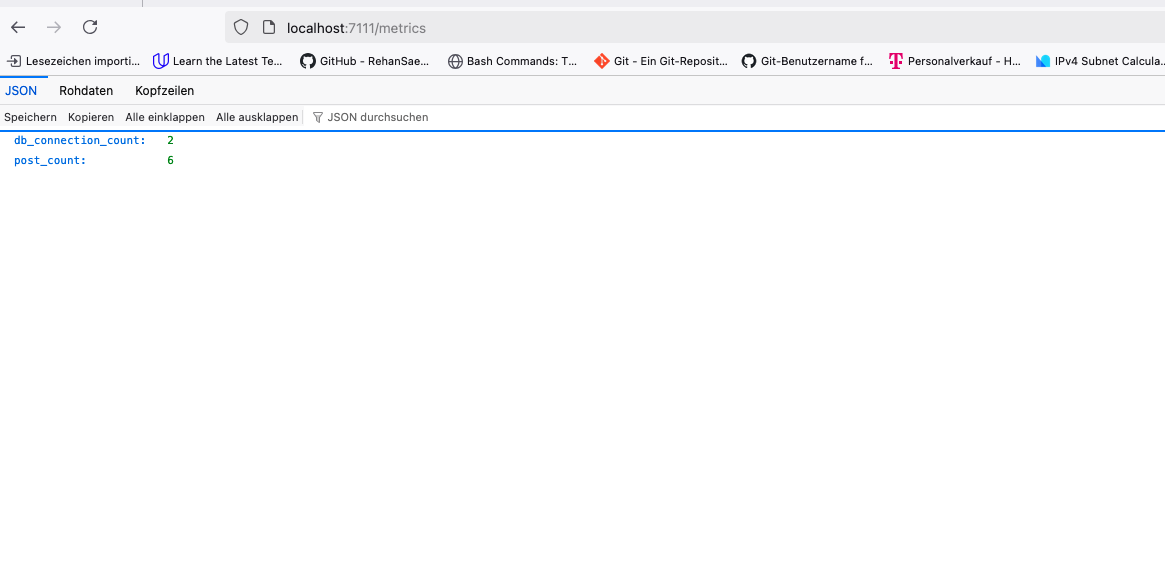 localhost:7111/metrics
Lesezeichen importi... Learn the Latest Te... GitHub - RehanSae... Bash Commands: T... Git - Ein Git-Reposit... Git-Benutzername f... Personalverkauf - H... IPv4 Subnet Calcula...
JSON Rohdaten Kopfzeilen
Speichern Kopieren Alle einklappen Alle ausklappen JSON durchsuchen
db_connection_count: 2
post_count: 6